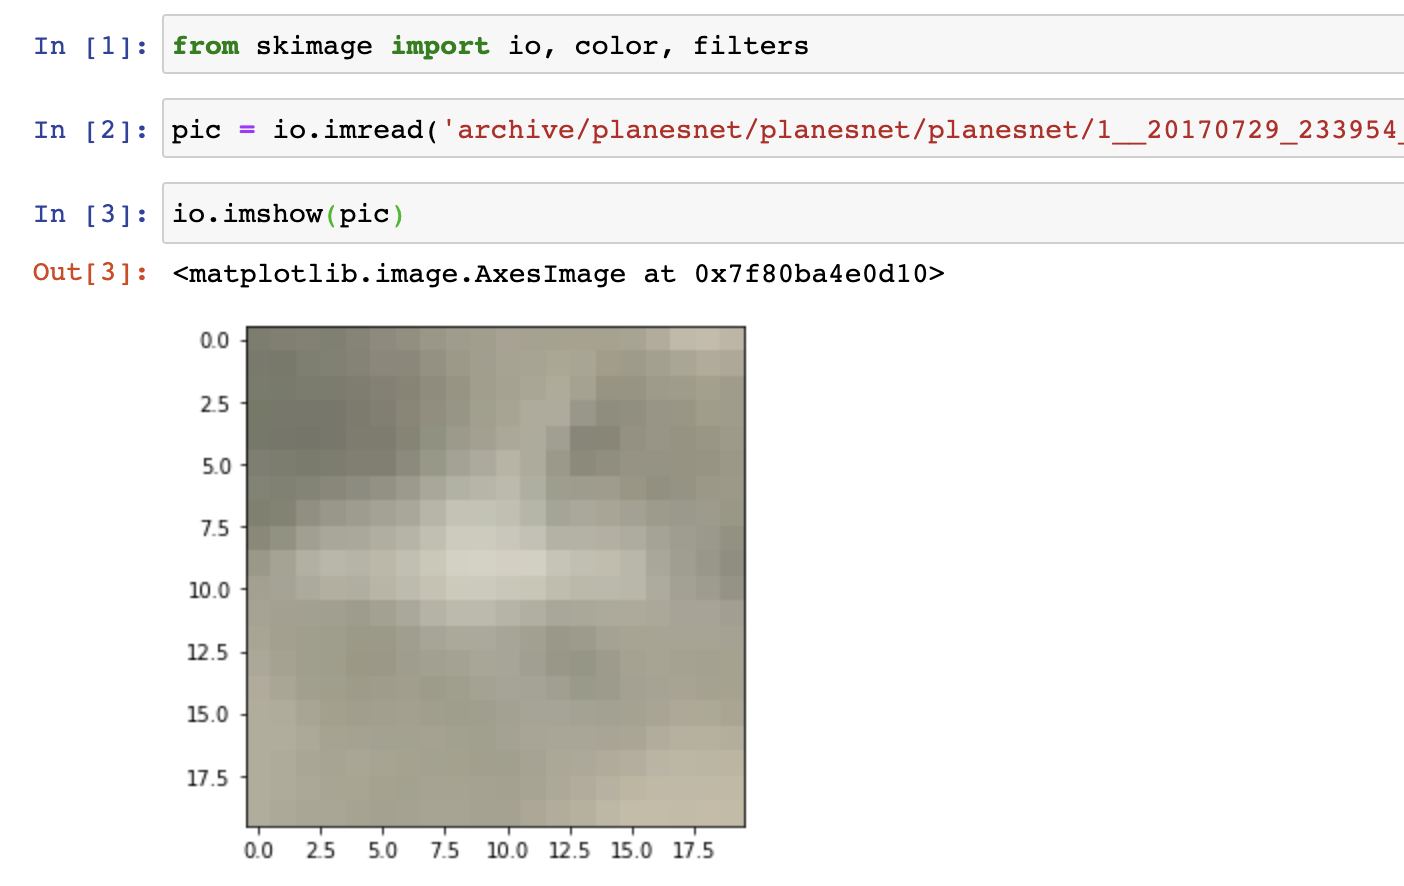 In [1]: from skimage import io, color, filters
In [2]: pic = io.imread('archive/planesnet/planesnet/planesnet/1__20170729_233954_
In [3]: io.imshow(pic)
Out[3]: <matplotlib.image.AxesImage at 0x7f80ba4e0d10>
0.0
2.5
5.0
7.5
10.0
12.5
15.0
17.5
0.0 2.5 5.0 7.5 10.0 12.5 15.0 17.5